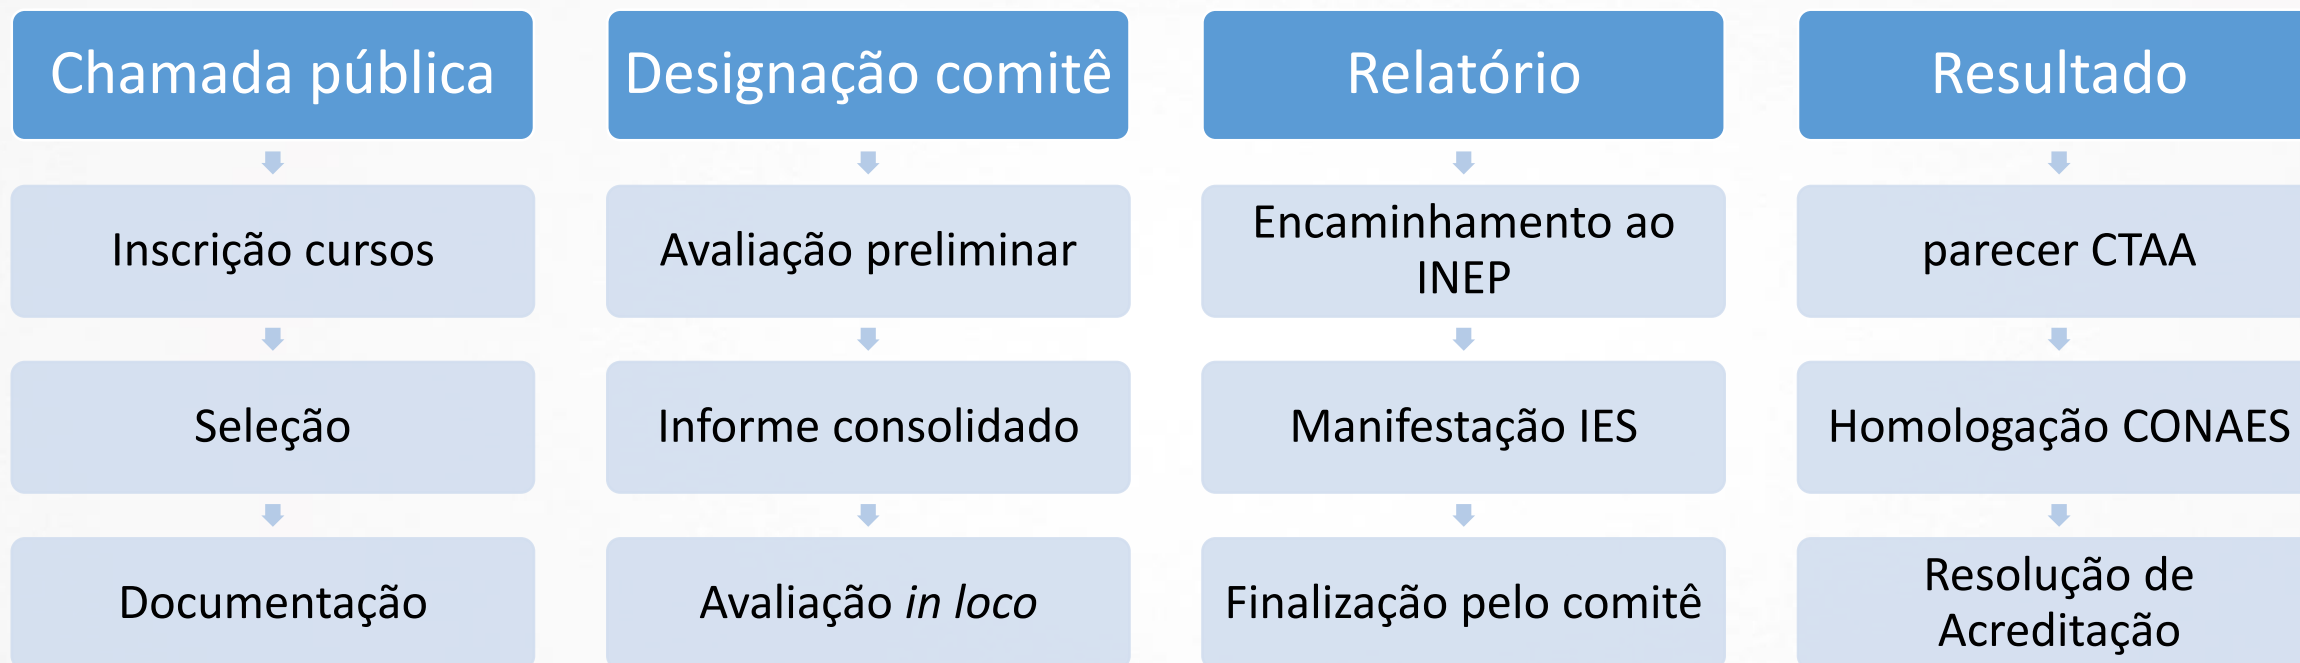 Chamada pública
Inscrição cursos
Seleção
Documentação
Designação comitê
Avaliação preliminar
Informe consolidado
Avaliação in loco
Relatório
Encaminhamento ao
INEP
Manifestação IES
Finalização pelo comitê
Resultado
parecer CTAA
Homologação CONAES
Resolução de
Acreditação